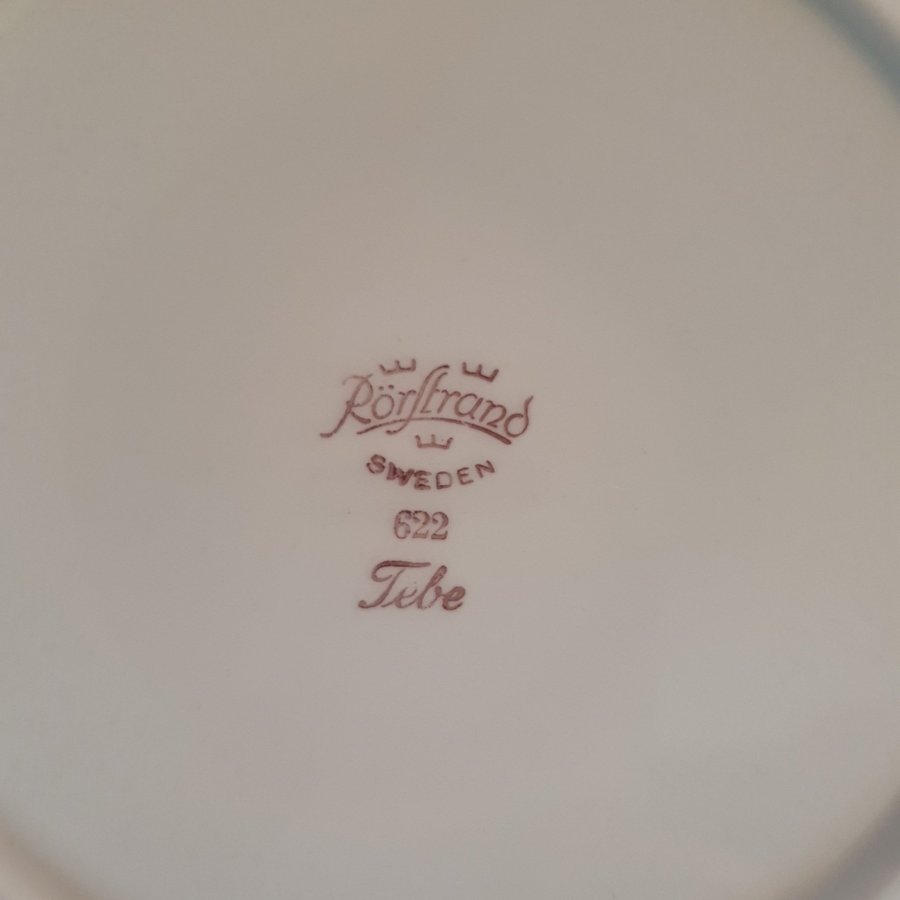 Rörstrand
SWEDEN
622
Tebe